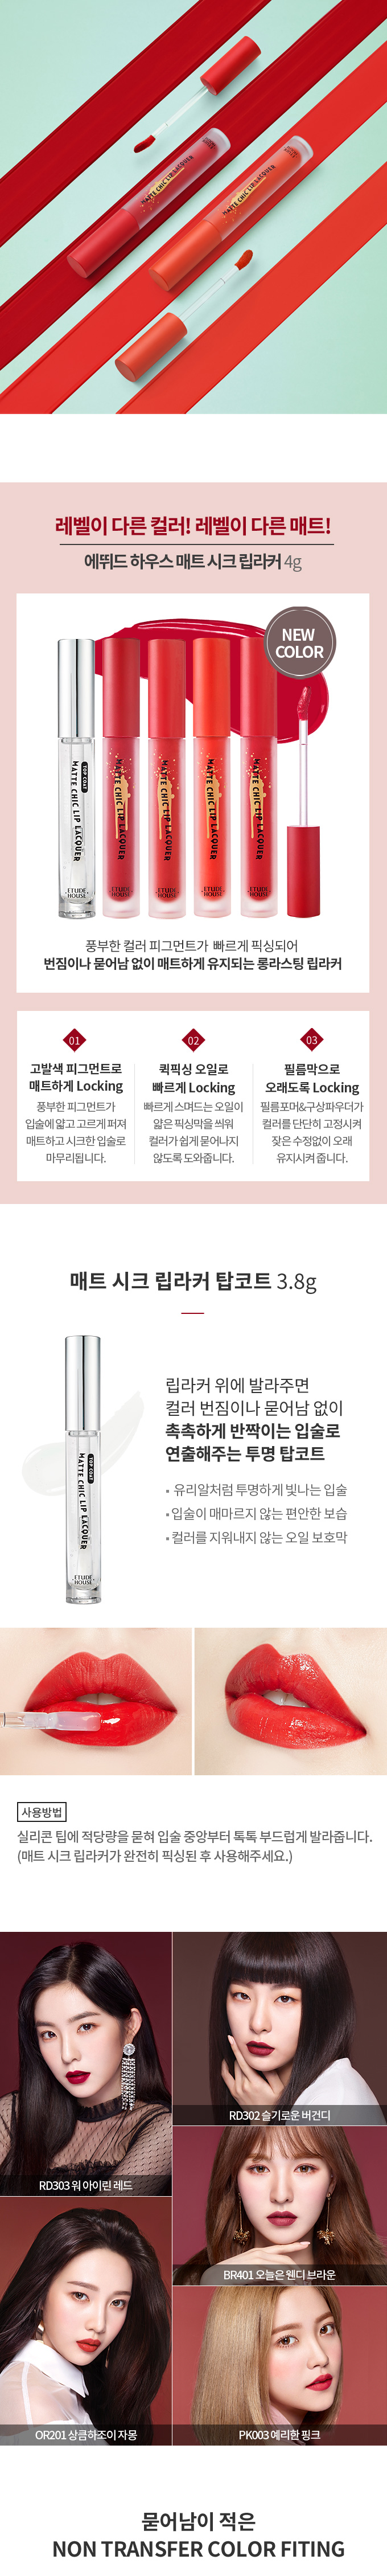 MATTE CHIC LIP LACQUER
MATTE CHIC LIP LACQUER
레벨이 다른 컬러! 레벨이 다른 매트!
에뛰드 하우스 매트 시크 립라커 4g
NEW
COLOR
TOP COAT
MATTE CHIC LIP LACQUER
ETUDE
HOUSE
MATTE CHIC LIP LACQUER
ETUDE
HOUSE
MATTE CHIC LIP LACQUER
ETUDE
HOUSE
MATTE CHIC LIP LACQUER
ETUDE
HOUSE
MATTE CHIC LIP LACQUER
ETUDE
HOUSE
풍부한 컬러 피그먼트가 빠르게 픽싱되어
번짐이나 묻어남 없이 매트하게 유지되는 롱라스팅 립라커
01
고발색 피그먼트로
매트하게 Locking
풍부한 피그먼트가
입술에 얇고 고르게 퍼져
매트하고 시크한 입술로
마무리됩니다.
02
퀵픽싱 오일로
빠르게 Locking
빠르게 스며드는 오일이
얇은 픽싱막을 씌워
컬러가 쉽게 묻어나지
않도록 도와줍니다.
03
필름막으로
오래도록 Locking
필름포머&구상파우더가
컬러를 단단히 고정시켜
잦은 수정없이 오래
유지시켜 줍니다.
매트 시크 립라커 탑코트 3.8g
TOP COAT
MATTE CHIC LIP LACQUER
ETUDE
HOUSE
립라커 위에 발라주면
컬러 번짐이나 묻어남 없이
촉촉하게 반짝이는 입술로
연출해주는 투명 탑코트
• 유리알처럼 투명하게 빛나는 입술
• 입술이 매마르지 않는 편안한 보습
• 컬러를 지워내지 않는 오일 보호막
사용방법
실리콘 팁에 적당량을 묻혀 입술 중앙부터 톡톡 부드럽게 발라줍니다.
(매트 시크 립라커가 완전히 픽싱된 후 사용해주세요.)
RD302 슬기로운 버건디
RD303 워 아이린 레드
BR401 오늘은 웬디 브라운
OR201 상큼하조이 자몽
PK003 예리한 핑크
묻어남이 적은
NON TRANSFER COLOR FITING